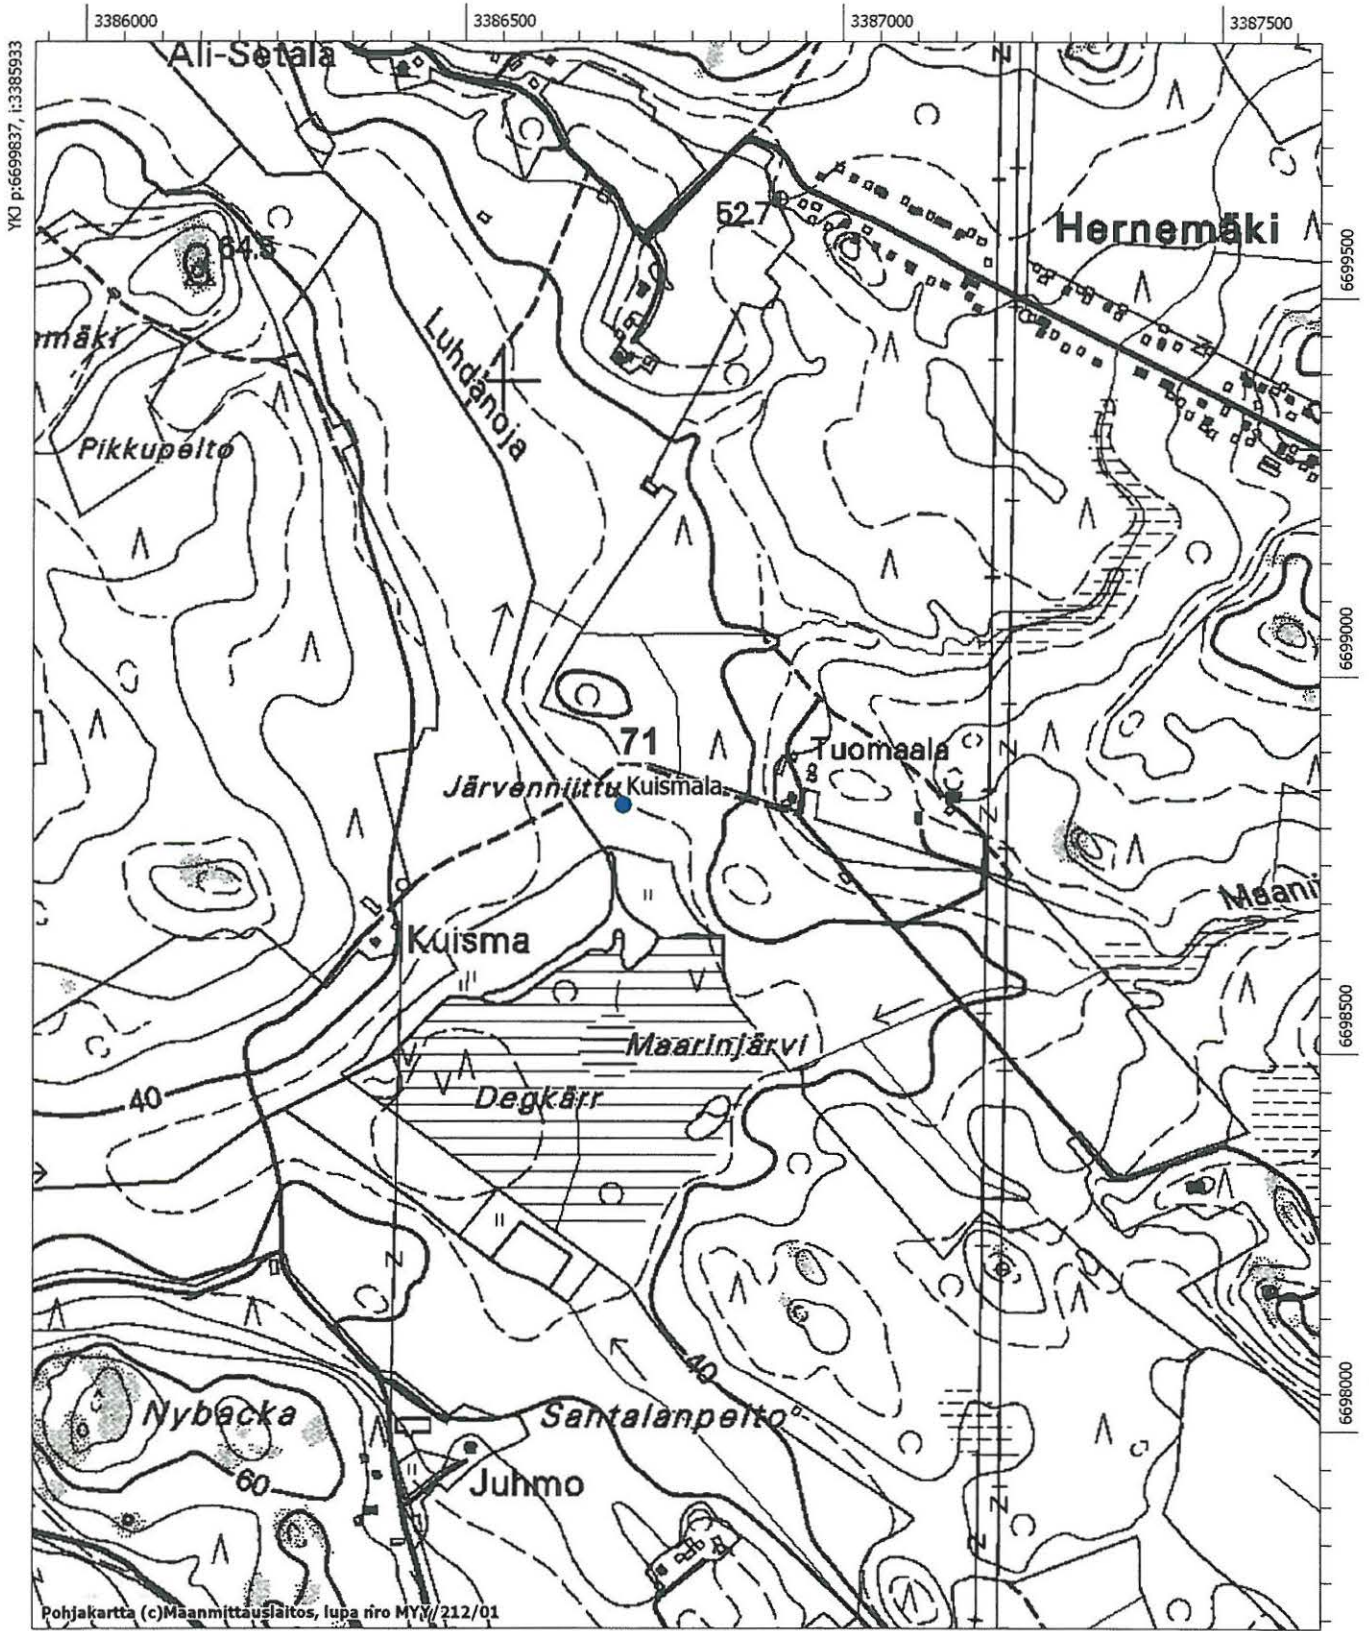 3386000
3386500
3387000
3387500
YKJ p:6699837, i:3385933
Ali-Setälä
52.7
Hernemäki
64.5
6699500
mäki
Luhdanoja
Pikkupelto
6699000
71
Tuomaala
Järvenniittu
Kuismala
Maarii
Kuisma
6698500
Maarinjärvi
40
Degkärr
40
6698000
Nybacka
Santalanpelto
60
Juhmo
Pohjakartta (c)Maanmittauslaitos, lupa nro MYY/212/01